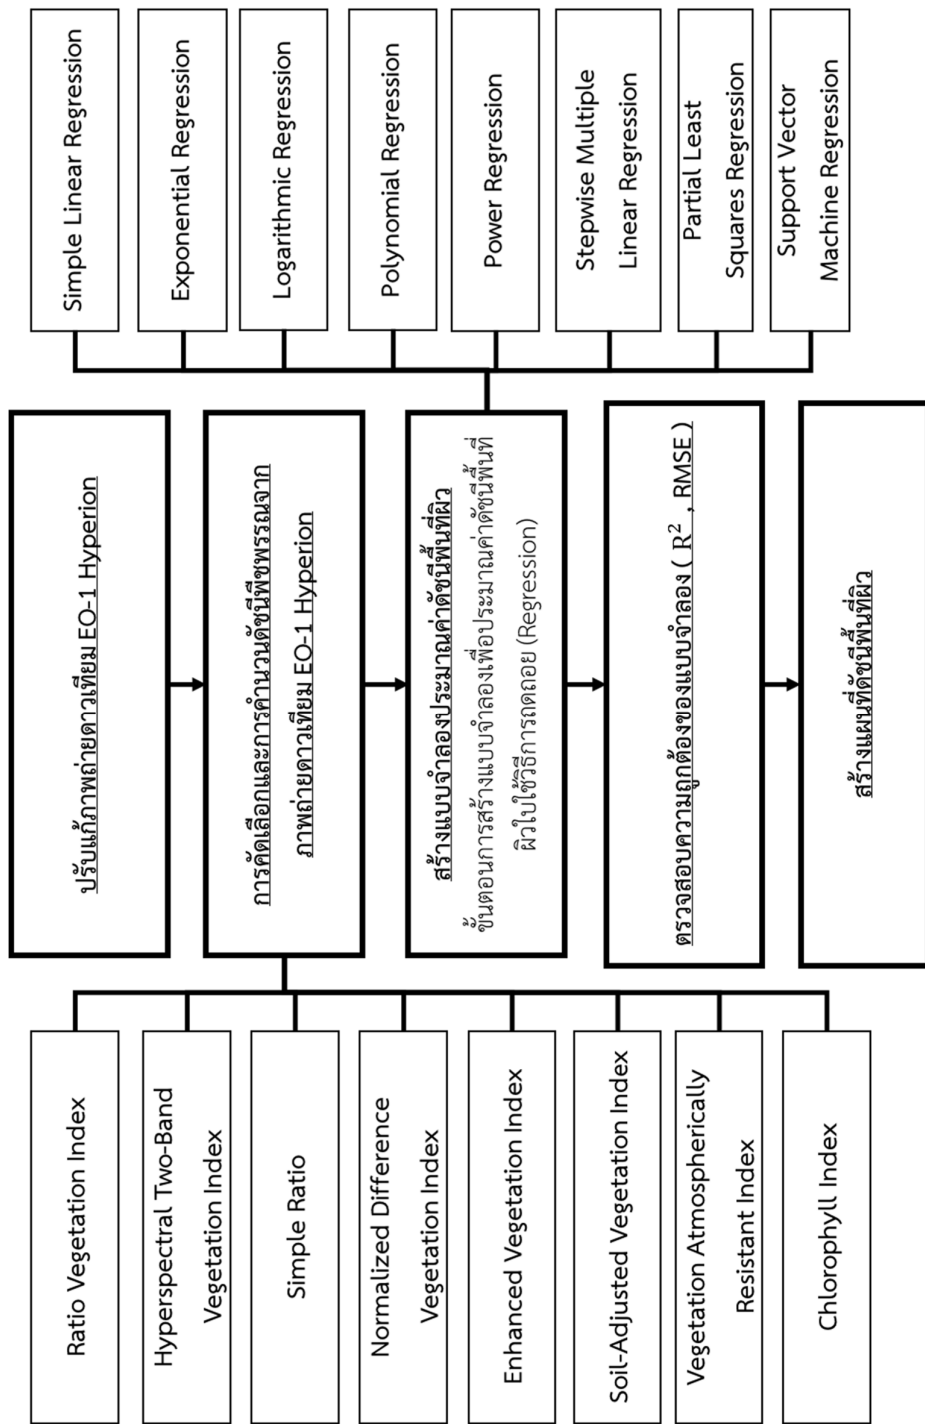 Ratio Vegetation Index
Hyperspectral Two-Band
Vegetation Index
Simple Ratio
Normalized Difference
Vegetation Index
Enhanced Vegetation Index
Soil-Adjusted Vegetation Index
Vegetation Atmospherically
Resistant Index
Chlorophyll Index
ปรับแก้ภาพถ่ายดาวเทียม EO-1 Hyperion
การคัดเลือกและการคำนวนดัชนีพืชพรรณจาก
ภาพถ่ายดาวเทียม EO-1 Hyperion
สร้างแบบจำลองประมาณค่าดัชนีพื้นที่ผิว
ขั้นตอนการสร้างแบบจำลองเพื่อประมาณค่าดัชนีพื้นที่
ผิวใบใช้วิธีการถดถอย (Regression)
ตรวจสอบความถูกต้องของแบบจำลอง ( R² , RMSE )
สร้างแผนที่ดัชนีพื้นที่ผิว
Simple Linear Regression
Exponential Regression
Logarithmic Regression
Polynomial Regression
Power Regression
Stepwise Multiple
Linear Regression
Partial Least
Squares Regression
Support Vector
Machine Regression